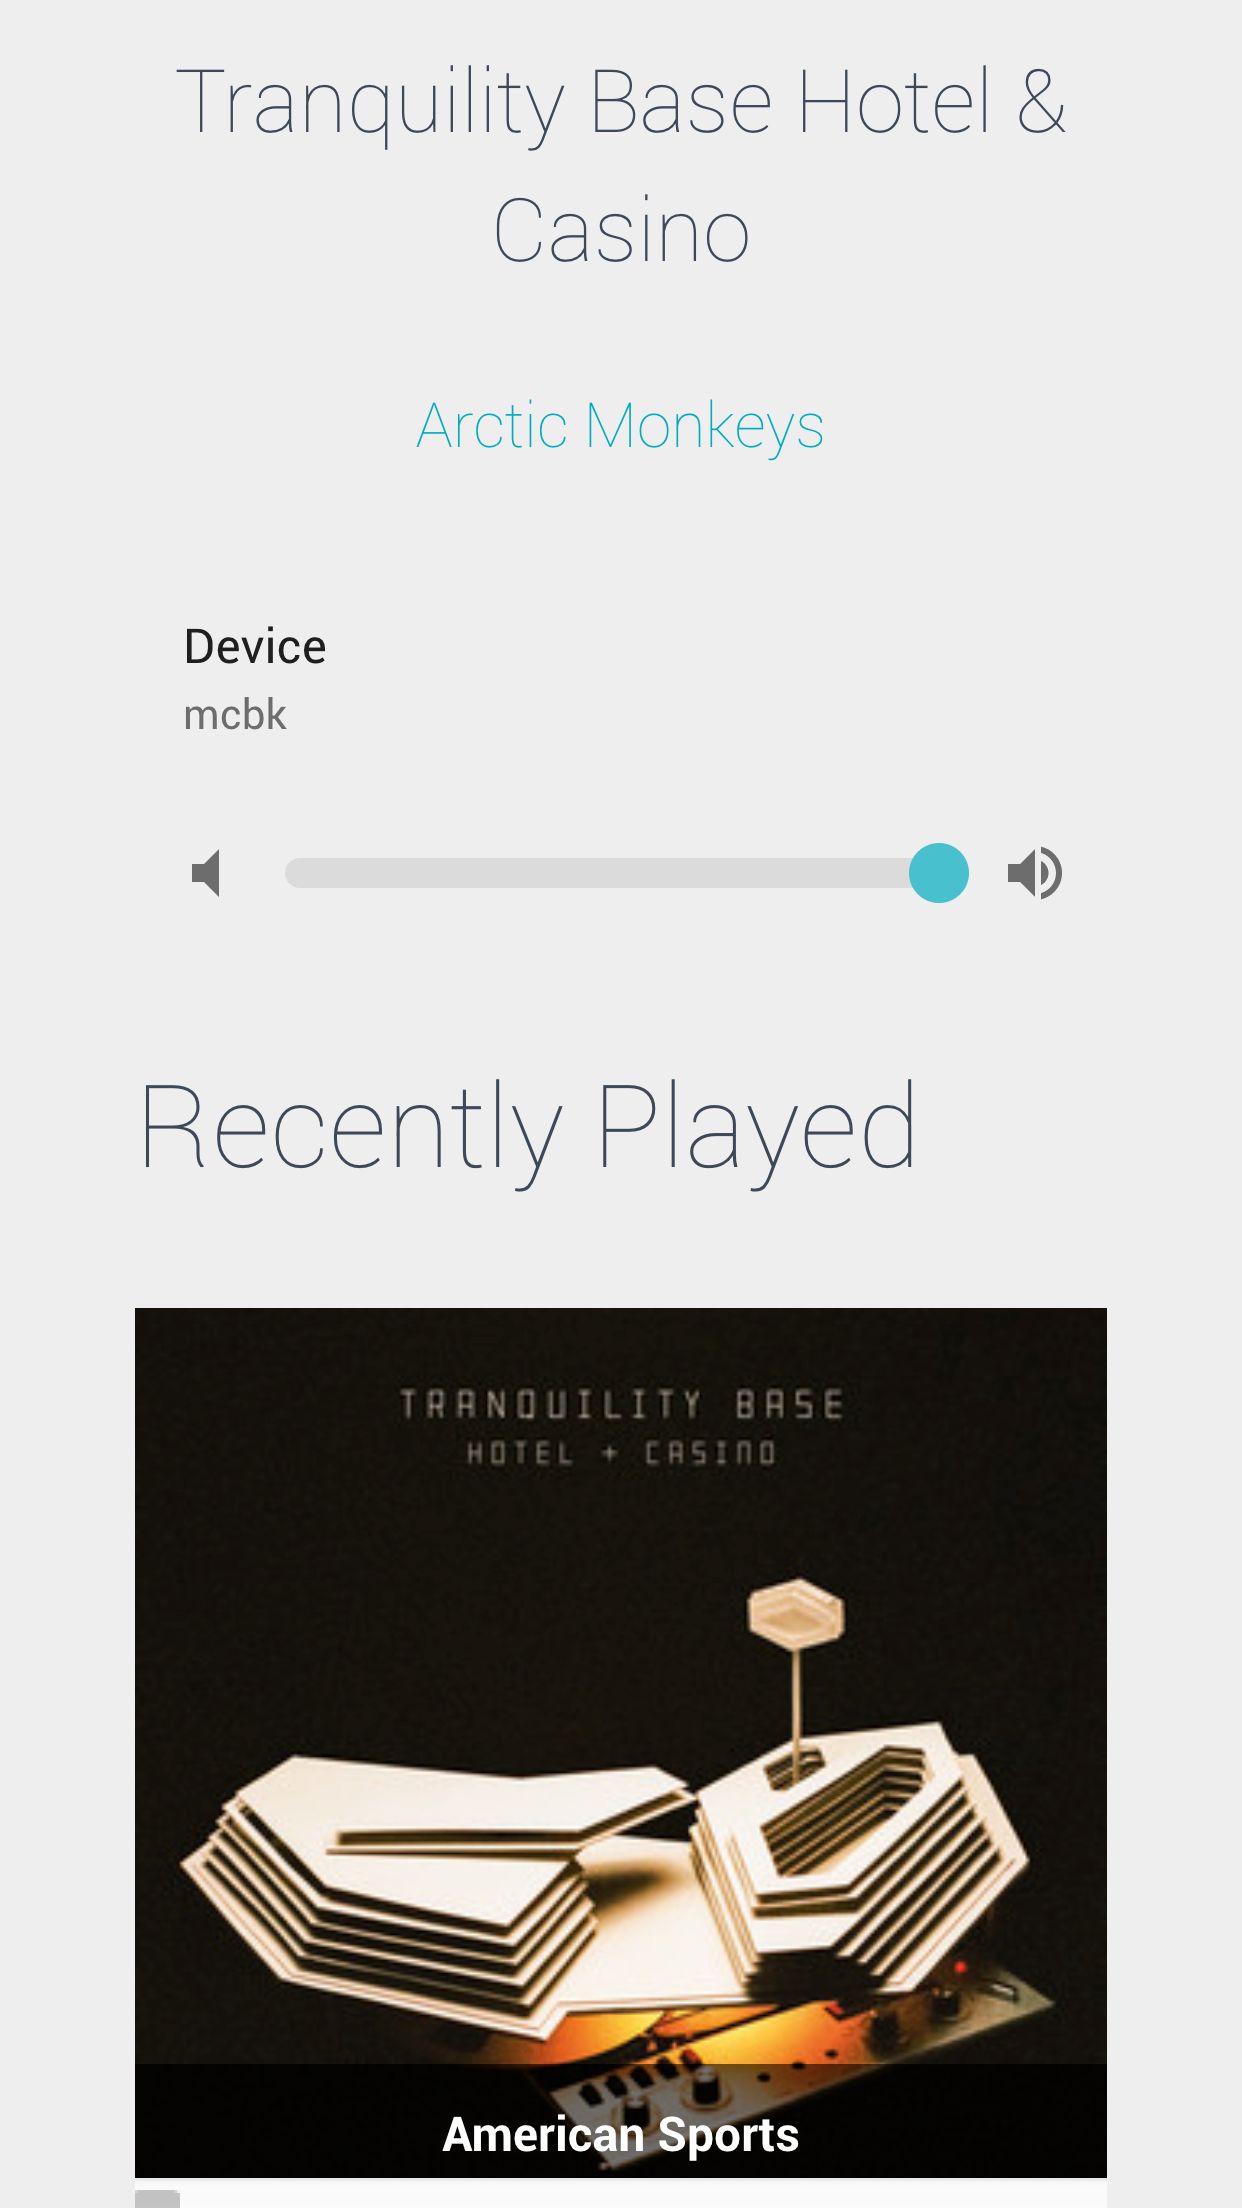 Tranquility Base Hotel &
Casino
Arctic Monkeys
Device
mcbk
Recently Played
TRANQUILITY BASE
HOTEL + CASINO
American Sports